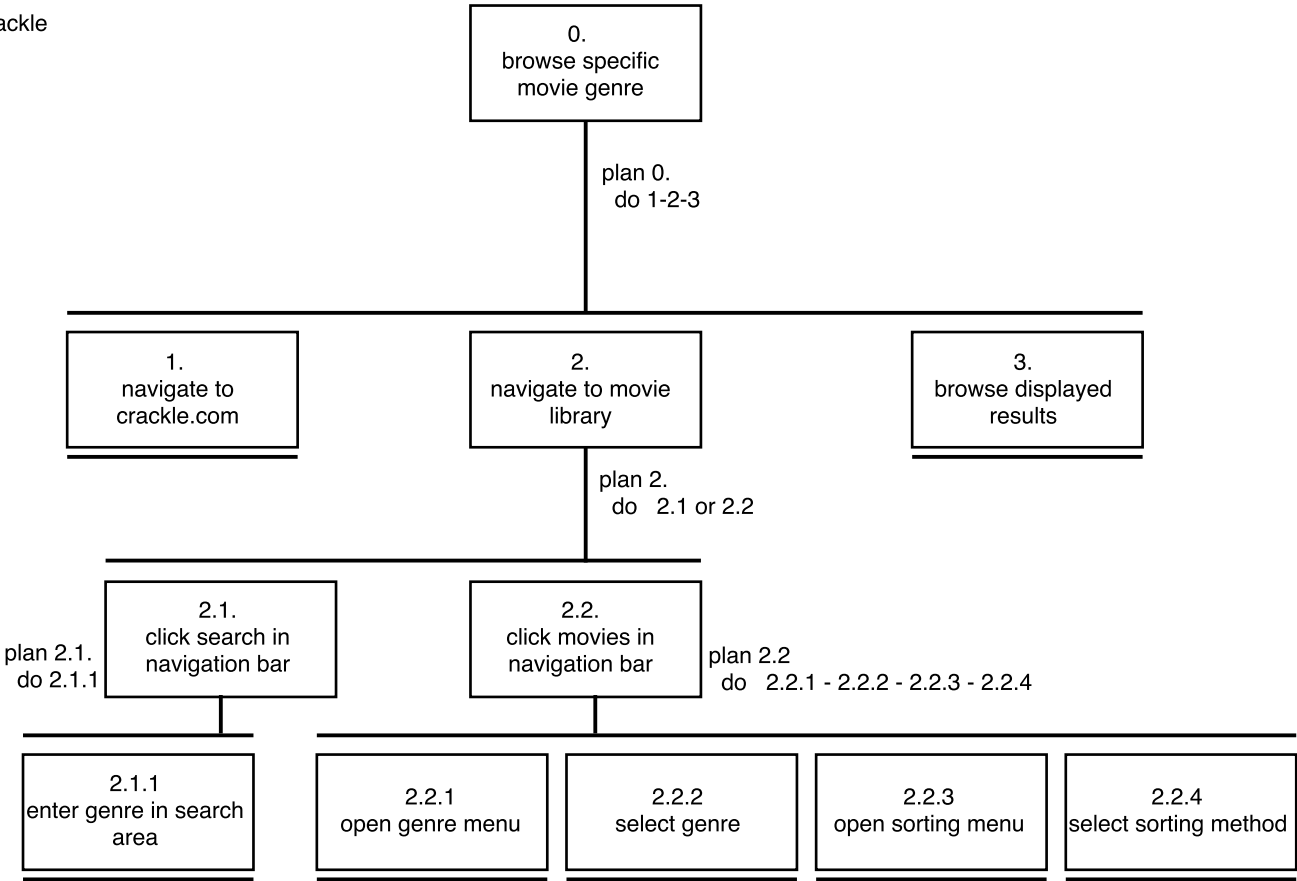 0.
browse specific
movie genre
plan 0.
do 1-2-3
1.
navigate to
crackle.com
2.
navigate to movie
library
3.
browse displayed
results
plan 2.
do 2.1 or 2.2
2.1.
click search in
navigation bar
2.2.
click movies in
navigation bar
plan 2.1.
do 2.1.1
plan 2.2
do 2.2.1 - 2.2.2 - 2.2.3 - 2.2.4
2.1.1
enter genre in search
area
2.2.1
open genre menu
2.2.2
select genre
2.2.3
open sorting menu
2.2.4
select sorting method